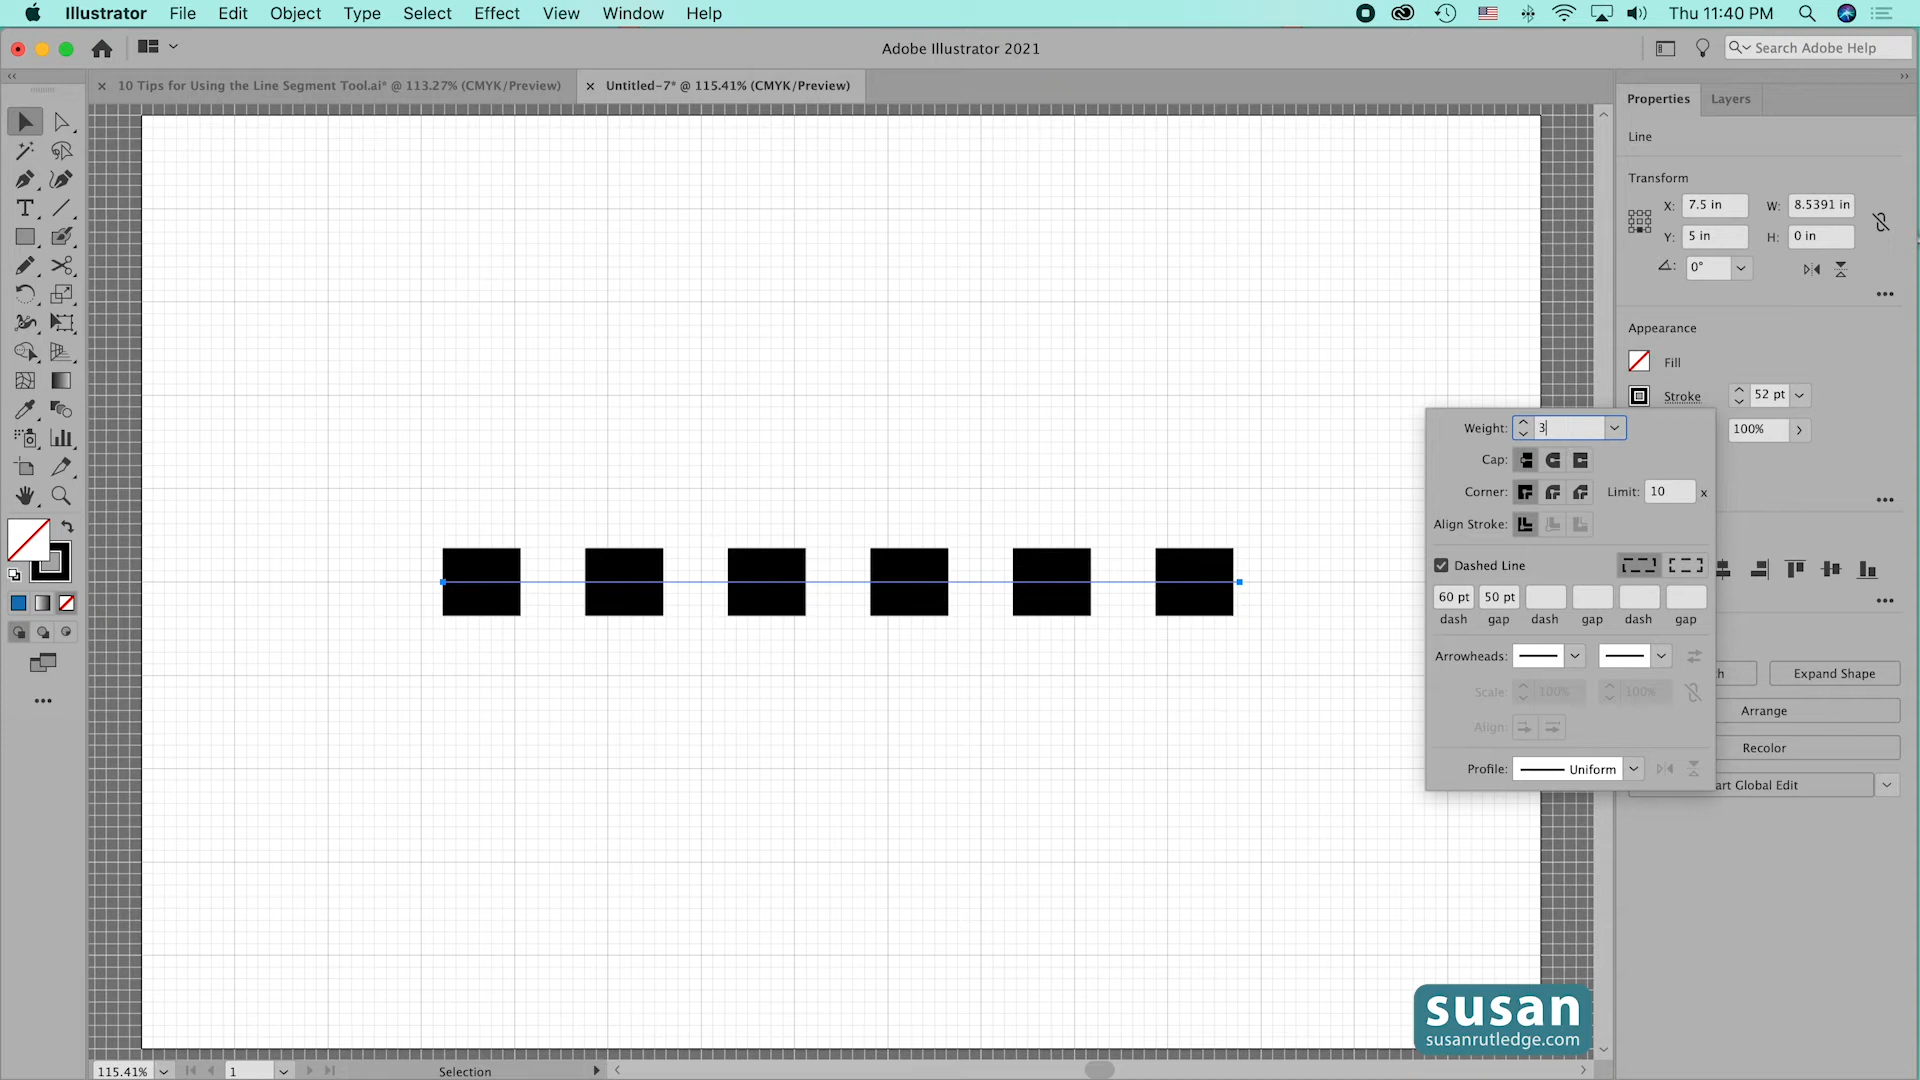 Illustrator File Edit Object Type Select Effect View Window Help
Thu 11:40 PM
Adobe Illustrator 2021
Search Adobe Help
10 Tips for Using the Line Segment Tool.ai* @ 113.27% (CMYK/Preview)
Untitled-7* @ 115.41% (CMYK/Preview)
Properties Layers
Line
Transform
X: 7.5 in W: 8.5391 in
Y: 5 in H: 0 in
0°
Appearance
Fill
Stroke 52 pt
100%
Weight: 3
Cap:
Corner: Limit: 10 x
Align Stroke:
Dashed Line
60 pt 50 pt
dash gap dash gap dash gap
Arrowheads:
Scale: 100% 100%
Align:
Profile: Uniform
Expand Shape
Arrange
Recolor
art Global Edit
susan
susanrutledge.com
115.41% 1 Selection